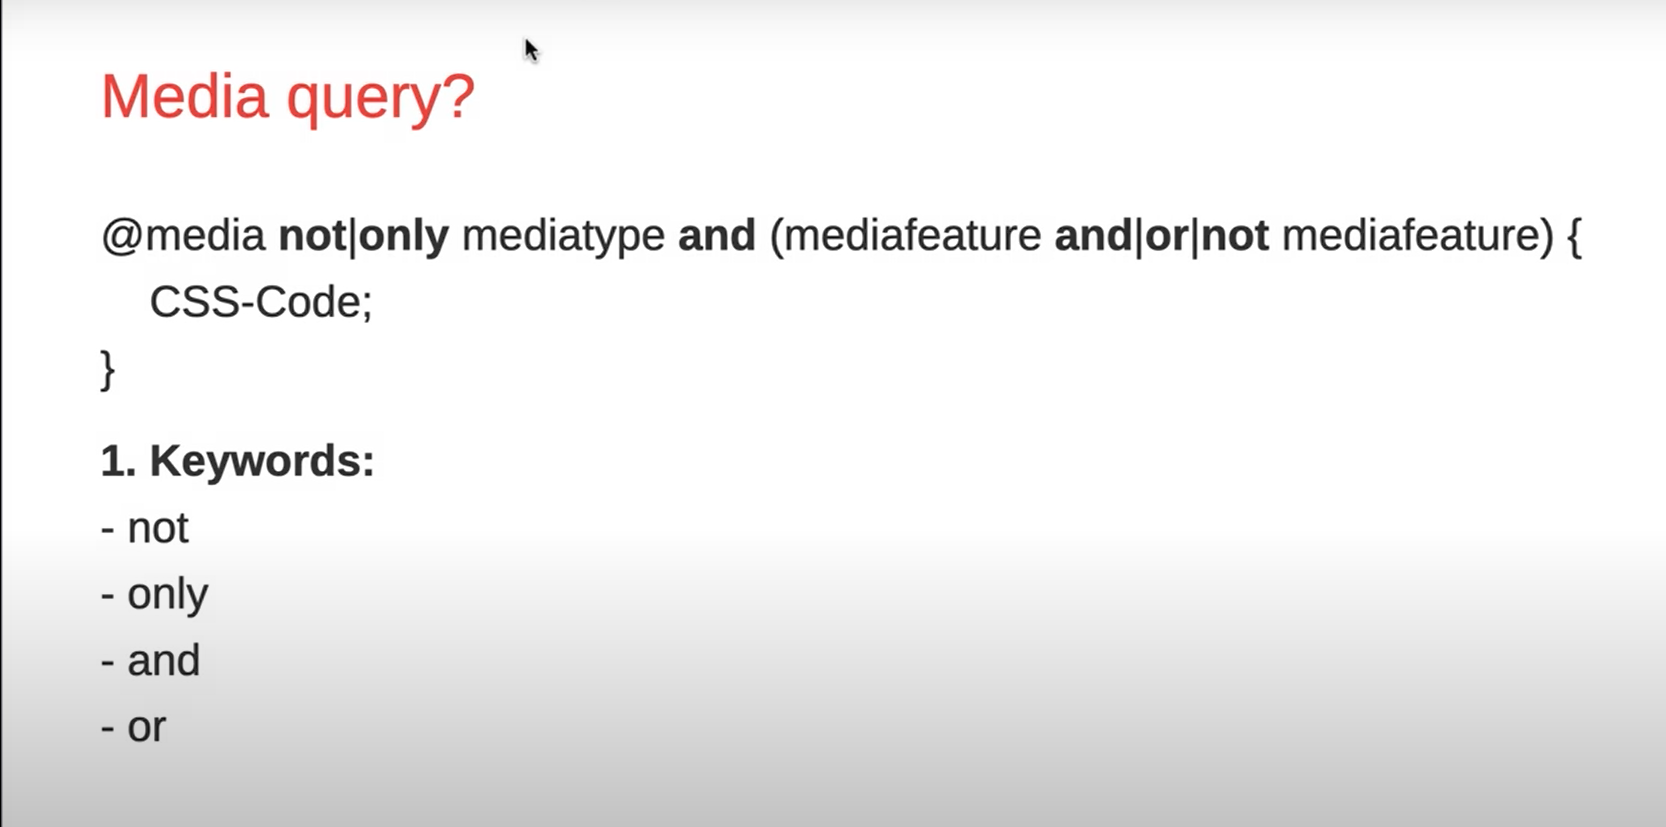 Media query?
@media not|only mediatype and (mediafeature and|or|not mediafeature) {
CSS-Code;
}
1. Keywords:
- not
- only
- and
- or